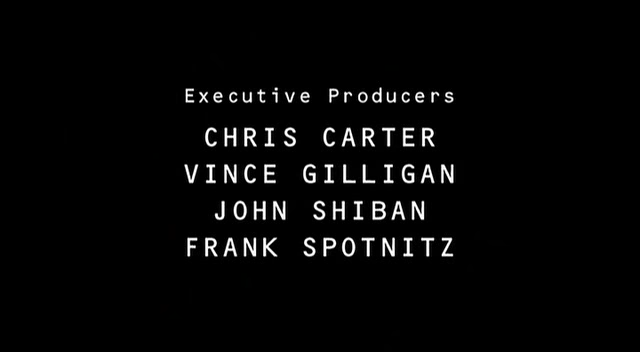 Executive Producers
CHRIS CARTER
VINCE GILLIGAN
JOHN SHIBAN
FRANK SPOTNITZ